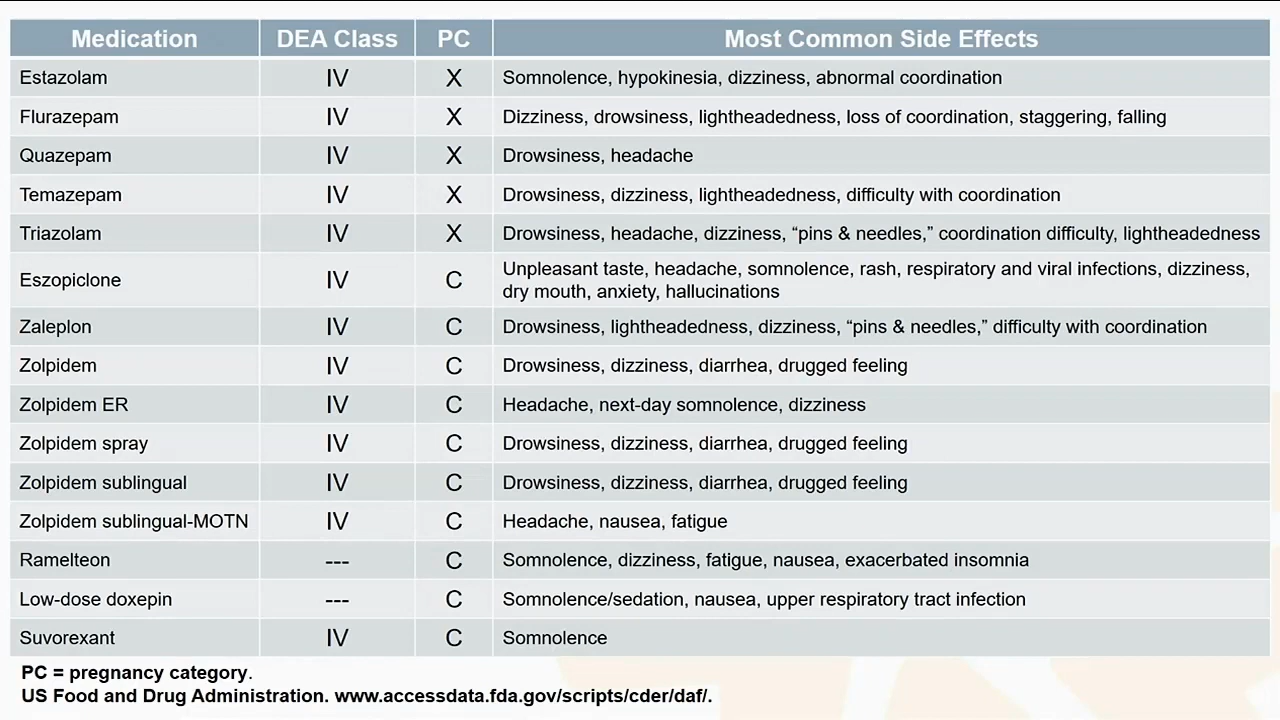 Medication DEA Class PC Most Common Side Effects
Estazolam IV X Somnolence, hypokinesia, dizziness, abnormal coordination
Flurazepam IV X Dizziness, drowsiness, lightheadedness, loss of coordination, staggering, falling
Quazepam IV X Drowsiness, headache
Temazepam IV X Drowsiness, dizziness, lightheadedness, difficulty with coordination
Triazolam IV X Drowsiness, headache, dizziness, “pins & needles,” coordination difficulty, lightheadedness
Eszopiclone IV C Unpleasant taste, headache, somnolence, rash, respiratory and viral infections, dizziness,
dry mouth, anxiety, hallucinations
Zaleplon IV C Drowsiness, lightheadedness, dizziness, “pins & needles,” difficulty with coordination
Zolpidem IV C Drowsiness, dizziness, diarrhea, drugged feeling
Zolpidem ER IV C Headache, next-day somnolence, dizziness
Zolpidem spray IV C Drowsiness, dizziness, diarrhea, drugged feeling
Zolpidem sublingual IV C Drowsiness, dizziness, diarrhea, drugged feeling
Zolpidem sublingual-MOTN IV C Headache, nausea, fatigue
Ramelteon --- C Somnolence, dizziness, fatigue, nausea, exacerbated insomnia
Low-dose doxepin --- C Somnolence/sedation, nausea, upper respiratory tract infection
Suvorexant IV C Somnolence
PC = pregnancy category.
US Food and Drug Administration. www.accessdata.fda.gov/scripts/cder/daf/.